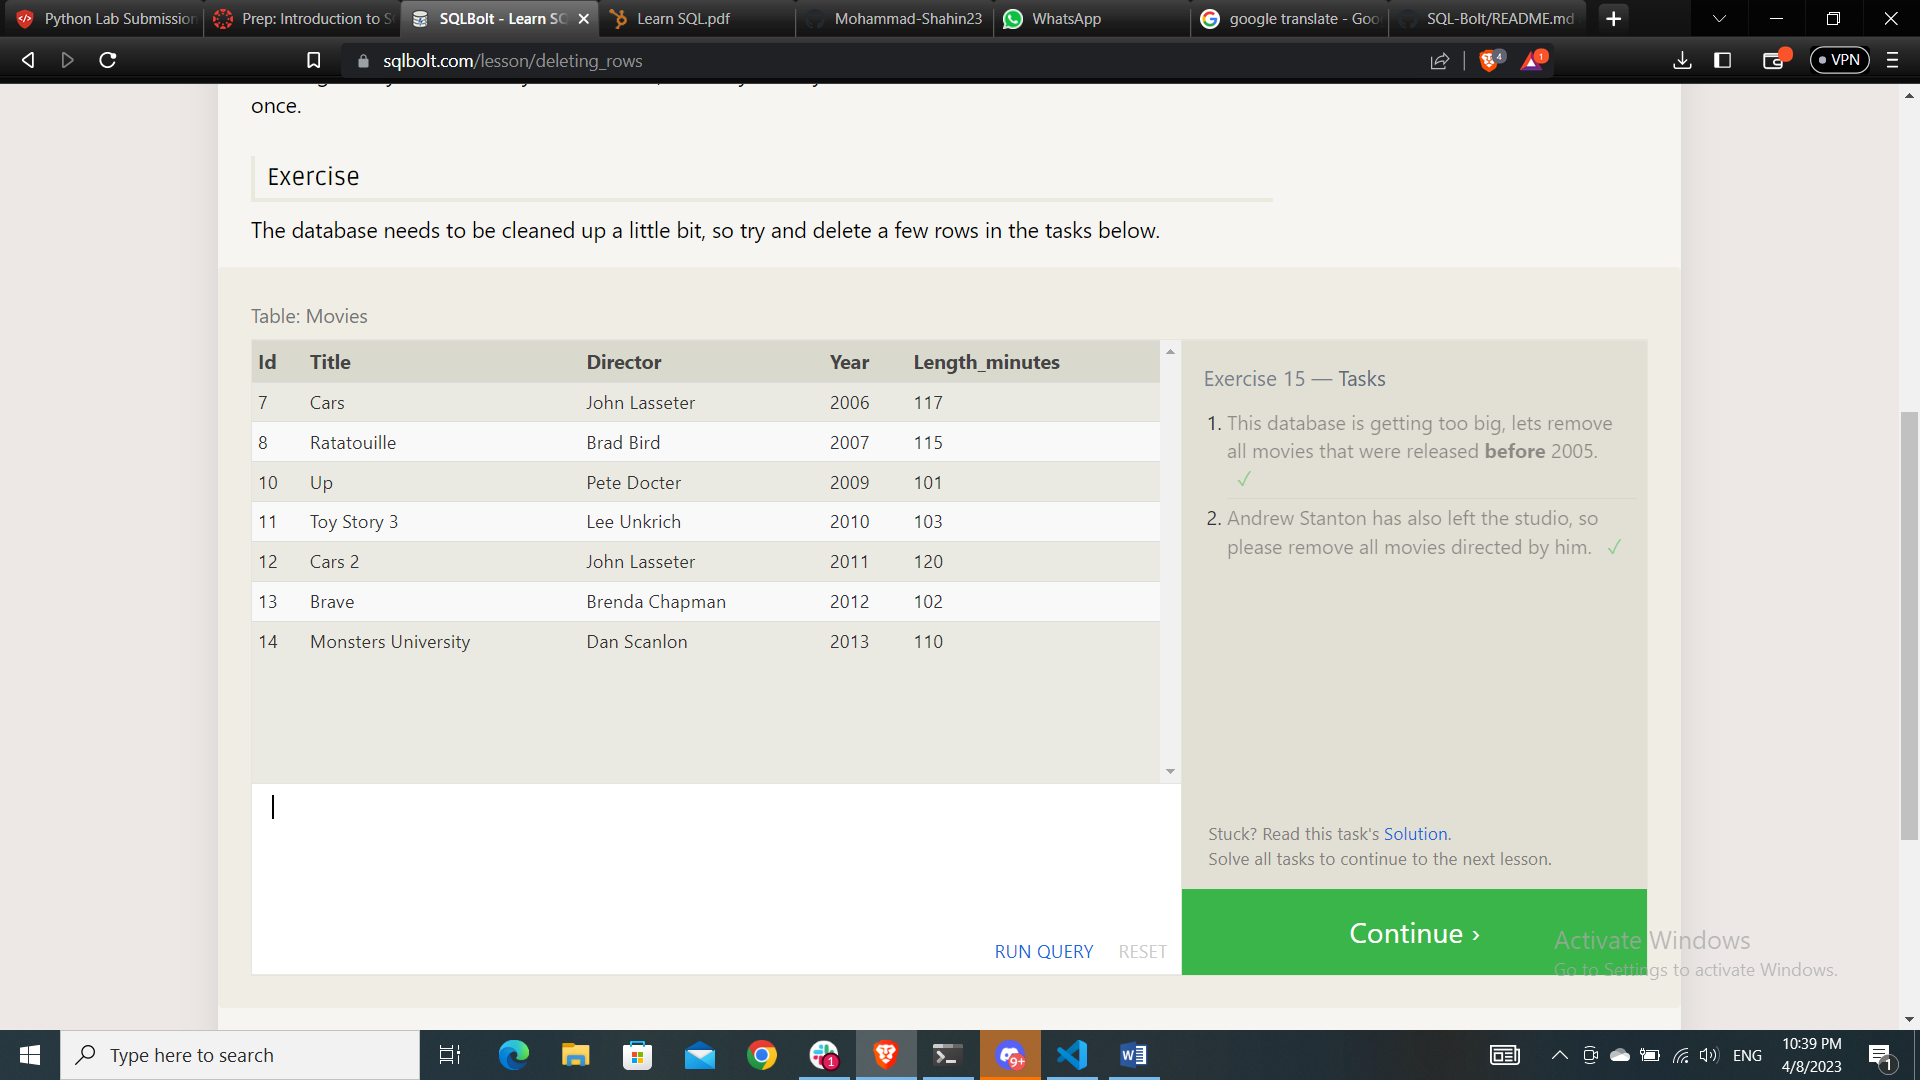 Python Lab Submission
Prep: Introduction to S
SQLBolt - Learn SQ
Learn SQL.pdf
Mohammad-Shahin23
WhatsApp
google translate - Goo
SQL-Bolt/README.md
sqlbolt.com/lesson/deleting_rows
4
1
VPN
once.
Exercise
The database needs to be cleaned up a little bit, so try and delete a few rows in the tasks below.
Table: Movies
Id Title Director Year Length_minutes
7 Cars John Lasseter 2006 117
8 Ratatouille Brad Bird 2007 115
10 Up Pete Docter 2009 101
11 Toy Story 3 Lee Unkrich 2010 103
12 Cars 2 John Lasseter 2011 120
13 Brave Brenda Chapman 2012 102
14 Monsters University Dan Scanlon 2013 110
Exercise 15 — Tasks
1. This database is getting too big, lets remove
all movies that were released before 2005.
✓
2. Andrew Stanton has also left the studio, so
please remove all movies directed by him. ✓
Stuck? Read this task's Solution.
Solve all tasks to continue to the next lesson.
RUN QUERY RESET
Continue ›
Activate Windows
Go to Settings to activate Windows.
Type here to search
1
9+
ENG
10:39 PM
4/8/2023
1